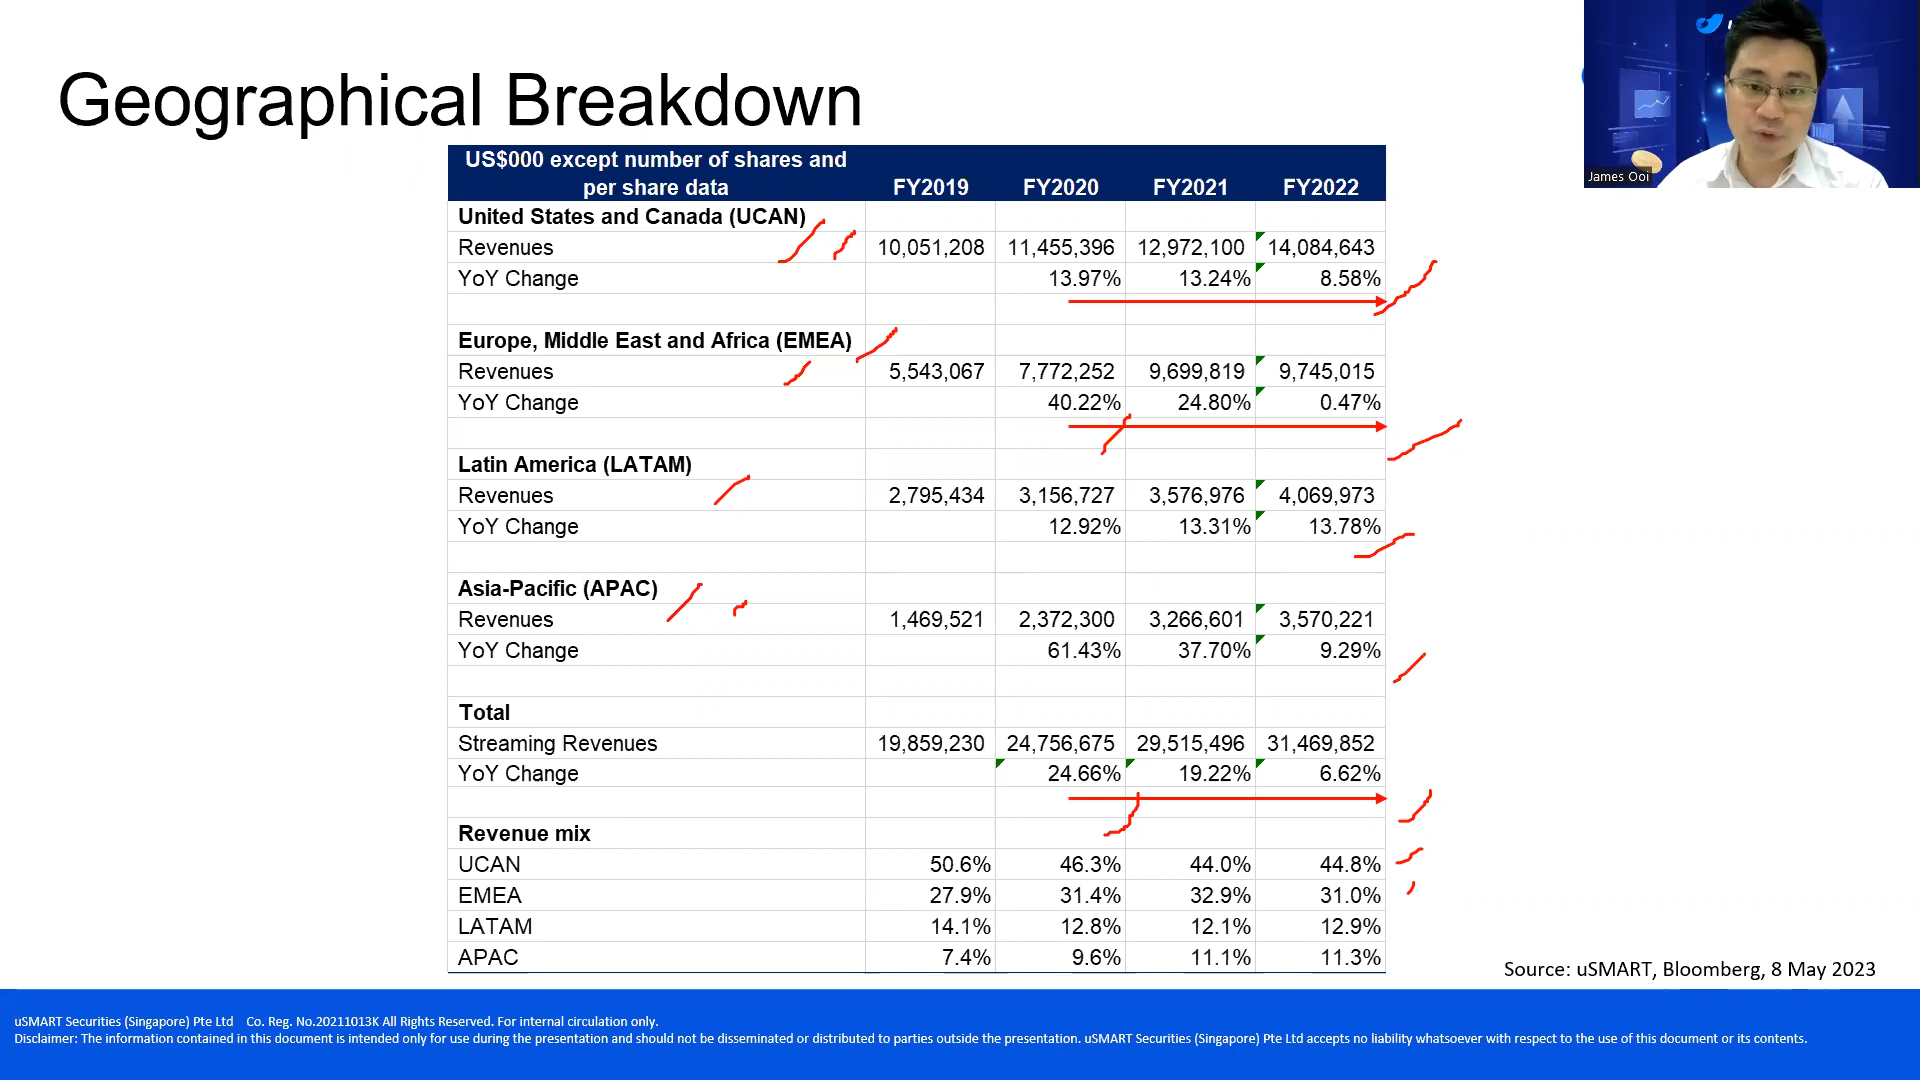 Geographical Breakdown
James Ooi
US$000 except number of shares and per share data FY2019 FY2020 FY2021 FY2022
United States and Canada (UCAN)
Revenues 10,051,208 11,455,396 12,972,100 14,084,643
YoY Change 13.97% 13.24% 8.58%
Europe, Middle East and Africa (EMEA)
Revenues 5,543,067 7,772,252 9,699,819 9,745,015
YoY Change 40.22% 24.80% 0.47%
Latin America (LATAM)
Revenues 2,795,434 3,156,727 3,576,976 4,069,973
YoY Change 12.92% 13.31% 13.78%
Asia-Pacific (APAC)
Revenues 1,469,521 2,372,300 3,266,601 3,570,221
YoY Change 61.43% 37.70% 9.29%
Total
Streaming Revenues 19,859,230 24,756,675 29,515,496 31,469,852
YoY Change 24.66% 19.22% 6.62%
Revenue mix
UCAN 50.6% 46.3% 44.0% 44.8%
EMEA 27.9% 31.4% 32.9% 31.0%
LATAM 14.1% 12.8% 12.1% 12.9%
APAC 7.4% 9.6% 11.1% 11.3%
Source: uSMART, Bloomberg, 8 May 2023
uSMART Securities (Singapore) Pte Ltd Co. Reg. No.20211013K All Rights Reserved. For internal circulation only.
Disclaimer: The information contained in this document is intended only for use during the presentation and should not be disseminated or distributed to parties outside the presentation. uSMART Securities (Singapore) Pte Ltd accepts no liability whatsoever with respect to the use of this document or its contents.